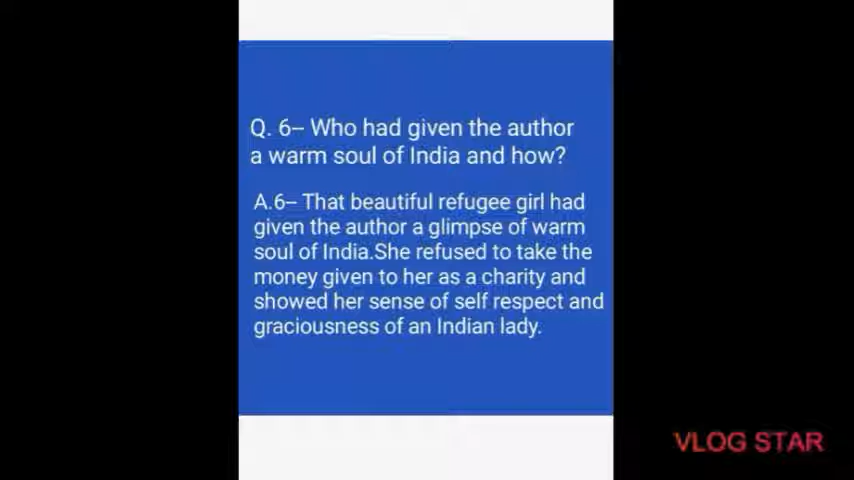 Q. 6– Who had given the author
a warm soul of India and how?
A.6– That beautiful refugee girl had
given the author a glimpse of warm
soul of India.She refused to take the
money given to her as a charity and
showed her sense of self respect and
graciousness of an Indian lady.
VLOG STAR